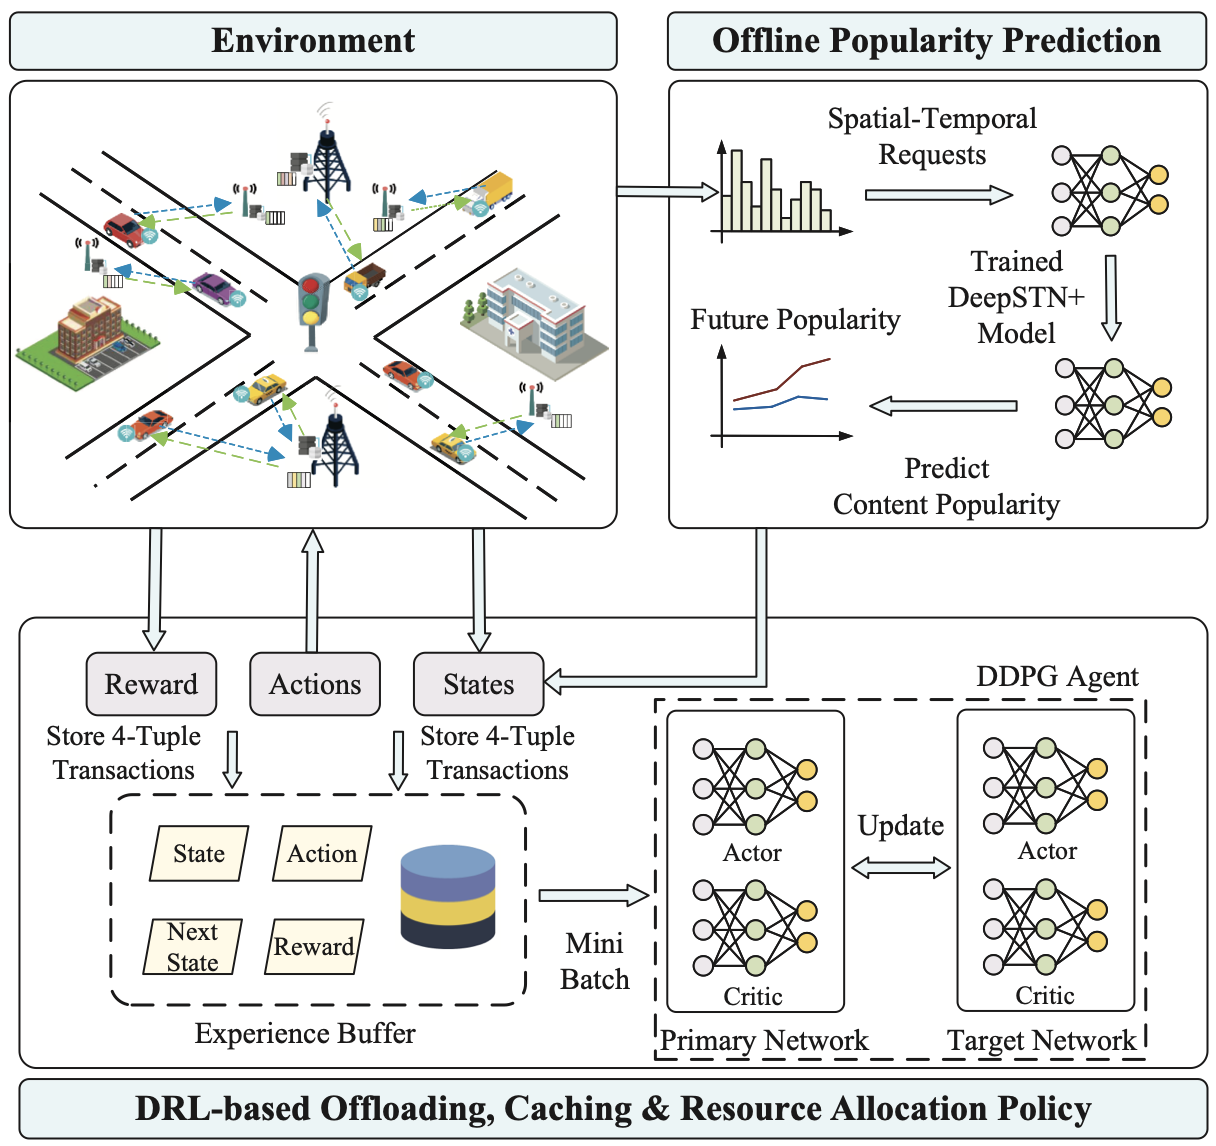 Environment
Offline Popularity Prediction
Spatial-Temporal
Requests
Trained
DeepSTN+
Model
Future Popularity
Predict
Content Popularity
Reward
Actions
States
Store 4-Tuple
Transactions
Store 4-Tuple
Transactions
DDPG Agent
State
Action
Next
State
Reward
Experience Buffer
Mini
Batch
Actor
Critic
Primary Network
Update
Actor
Critic
Target Network
DRL-based Offloading, Caching & Resource Allocation Policy